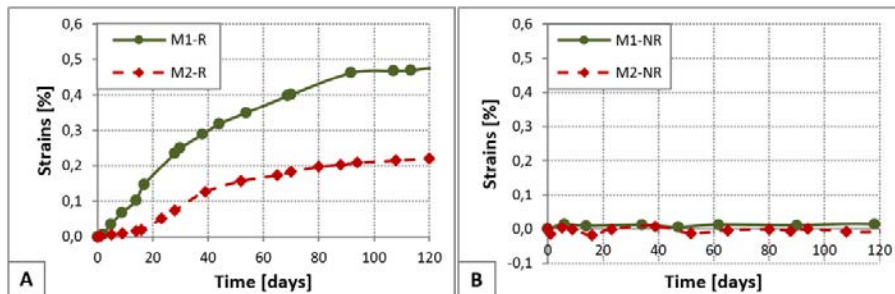 0,6
0,5
0,4
0,3
0,2
0,1
0,0
Strains [%]
M1-R
M2-R
0 20 40 60 80 100 120
Time [days]
A
0,6
0,5
0,4
0,3
0,2
0,1
0,0
-0,1
Strains [%]
M1-NR
M2-NR
0 20 40 60 80 100 120
Time [days]
B